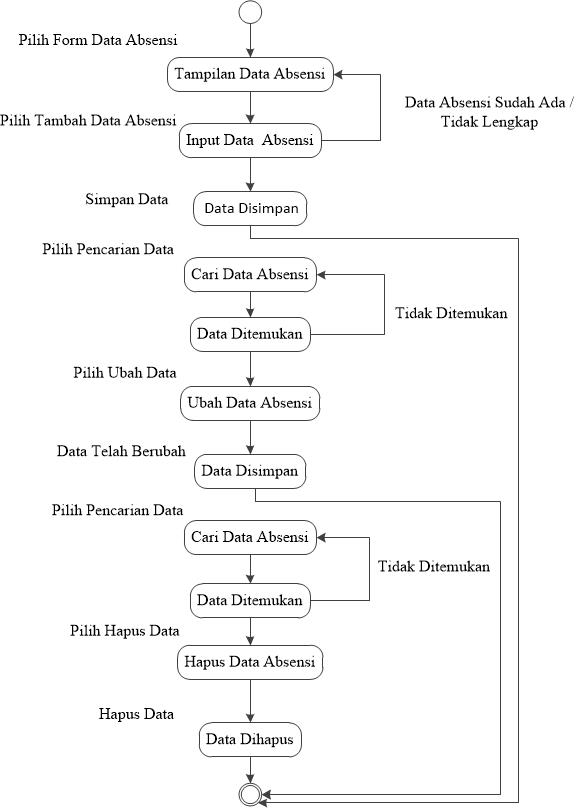 Pilih Form Data Absensi
Tampilan Data Absensi
Data Absensi Sudah Ada /
Tidak Lengkap
Pilih Tambah Data Absensi
Input Data Absensi
Simpan Data
Data Disimpan
Pilih Pencarian Data
Cari Data Absensi
Tidak Ditemukan
Data Ditemukan
Pilih Ubah Data
Ubah Data Absensi
Data Telah Berubah
Data Disimpan
Pilih Pencarian Data
Cari Data Absensi
Tidak Ditemukan
Data Ditemukan
Pilih Hapus Data
Hapus Data Absensi
Hapus Data
Data Dihapus